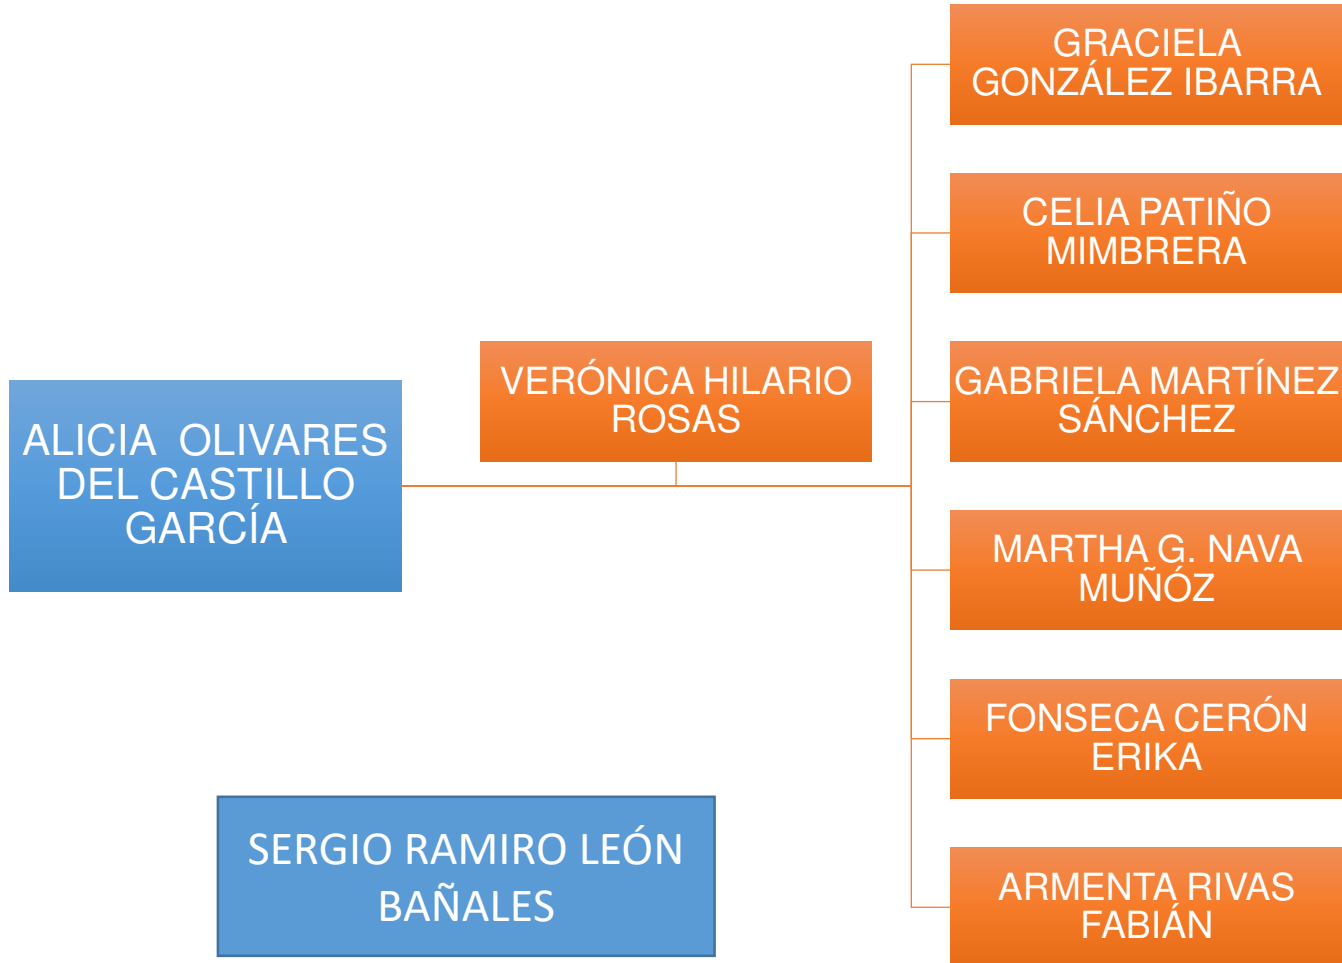 ALICIA  OLIVARES
DEL CASTILLO
GARCÍA
VERÓNICA HILARIO
ROSAS
GRACIELA
GONZÁLEZ IBARRA
CELIA PATIÑO
MIMBRERA
GABRIELA MARTÍNEZ
SÁNCHEZ
MARTHA G. NAVA
MUÑÓZ
FONSECA CERÓN
ERIKA
ARMENTA RIVAS
FABIÁN
SERGIO RAMIRO LEÓN
BAÑALES